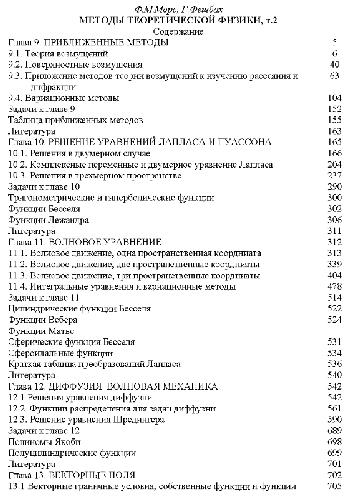 Ф.М Морс, Г Фешбах
МЕТОДЫ ТЕОРЕТИЧЕСКОЙ ФИЗИКИ, т.2
Содержание
Глава 9. ПРИБЛИЖЕННЫЕ МЕТОДЫ 5
9.1. Теория возмущений 6
9.2. Поверхностные возмущения 40
9.3. Приложение методов теории возмущений к изучению рассеяния и дифракции 63
9.4. Вариационные методы 104
Задачи к главе 9 152
Таблица приближенных методов 155
Литература 163
Глава 10. РЕШЕНИЕ УРАВНЕНИЙ ЛАПЛАСА И ПУАССОНА 165
10.1. Решения в двумерном случае 166
10.2. Комплексные переменные и двумерное уравнение Лапласа 204
10.3. Решения в трехмерном пространстве 237
Задачи к главе 10 290
Тригонометрические и гиперболические функции 300
Функции Бесселя 302
Функции Лежандра 306
Литература 311
Глава 11. ВОЛНОВОЕ УРАВНЕНИЕ 312
11.1. Волновое движение, одна пространственная координата 313
11.2. Волновое движение, две пространственные координаты 339
11.3. Волновое движение, три пространственные координаты 404
11.4. Интегральные уравнения и вариационные методы 478
Задачи к главе 11 514
Цилиндрические функции Бесселя 522
Функции Вебера 524
Функции Матье
Сферические функции Бесселя 531
Сфероидальные функции 534
Краткая таблица преобразований Лапласа 536
Литература 540
Глава 12. ДИФФУЗИЯ. ВОЛНОВАЯ МЕХАНИКА 542
12.1 Решения уравнения диффузии 542
12.2. Функции распределения для задач диффузии 561
12.3. Решение уравнения Шредингера 590
Задачи к главе 12 689
Полиномы Якоби 698
Полуцилиндрические функции 699
Литература 701
Глава 13. ВЕКТОРНЫЕ ПОЛЯ 702
13.1 Векторные граничные условия, собственные функции и функции 703